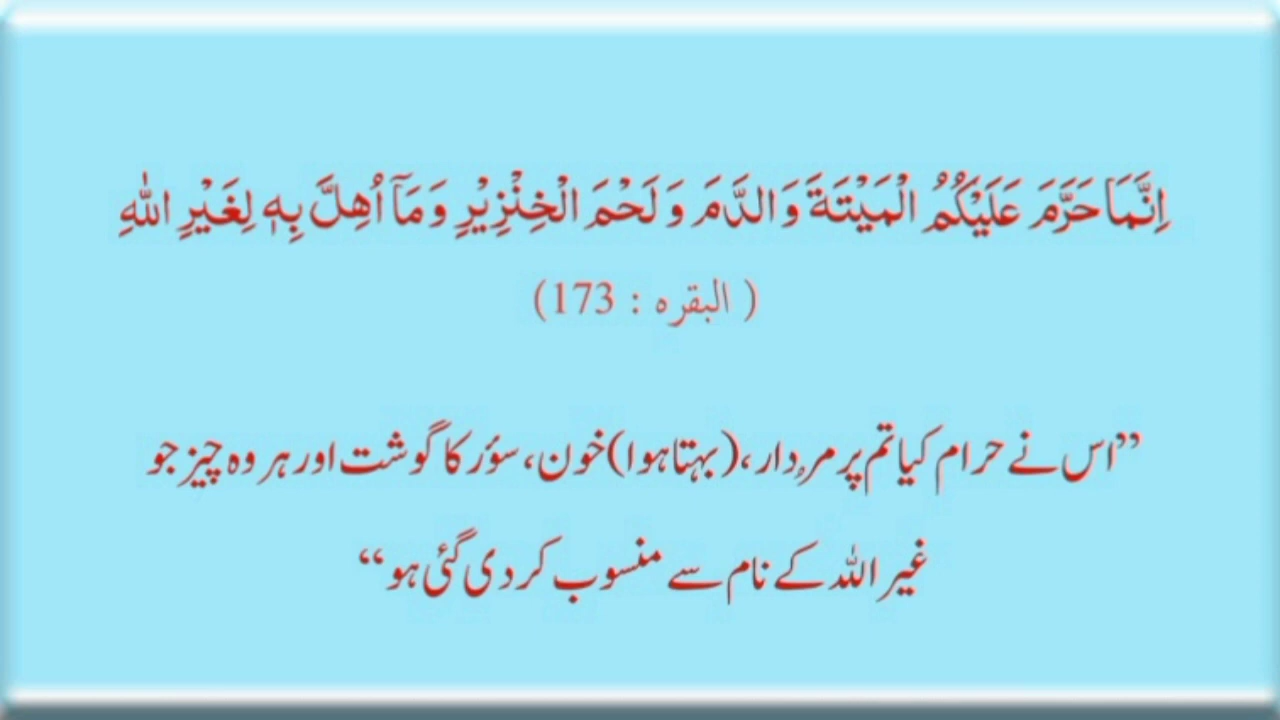 اِنَّمَا حَرَّمَ عَلَيْكُمُ الْمَيْتَةَ وَالدَّمَ وَ لَحْمَ الْخِنْزِيْرِ وَ مَآ اُهِلَّ بِهٖ لِغَيْرِ اللّٰهِ
( البقرہ : 173)
”اس نے حرام کیا تم پر مردار، (بہتا ہوا) خون، سؤر کا گوشت اور ہر وہ چیز جو
غیر اللہ کے نام سے منسوب کر دی گئی ہو“